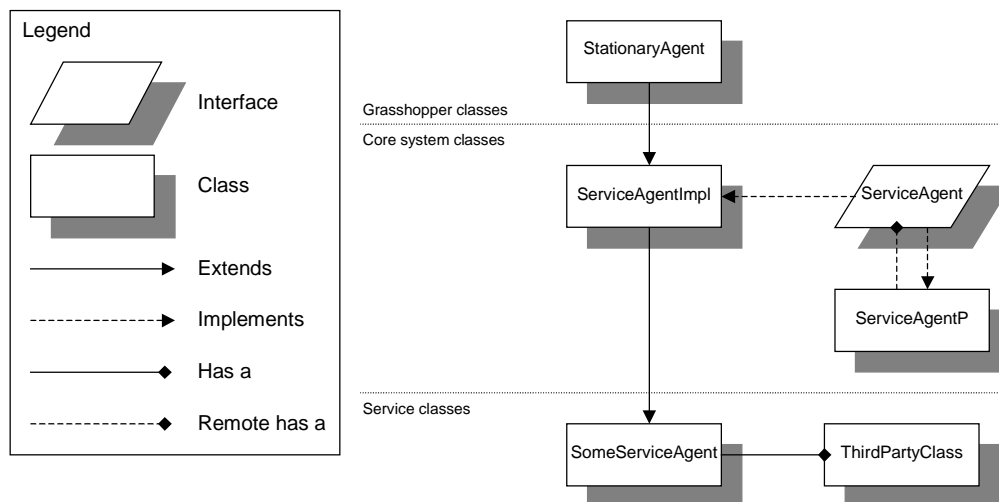 Legend
Interface
Class
Extends
Implements
Has a
Remote has a
StationaryAgent
Grasshopper classes
Core system classes
ServiceAgentImpl
ServiceAgent
ServiceAgentP
Service classes
SomeServiceAgent
ThirdPartyClass